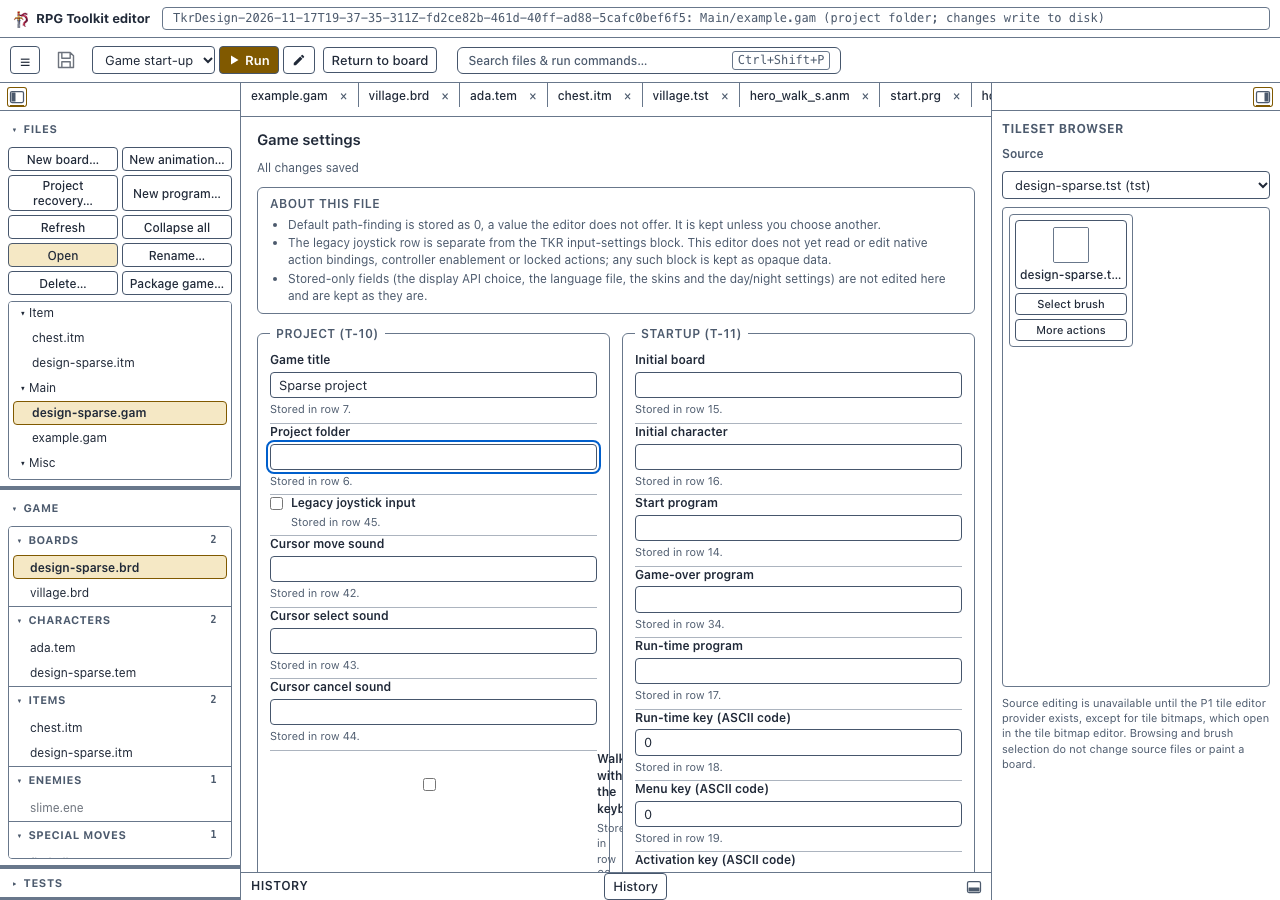 RPG Toolkit editor
TkrDesign-2026-11-17T19-37-35-311Z-fd2ce82b-461d-40ff-ad88-5cafc0bef6f5: Main/example.gam (project folder; changes write to disk)
Game start-up
Run
Return to board
Search files & run commands...
Ctrl+Shift+P
example.gam ×
village.brd ×
ada.tem ×
chest.itm ×
village.tst ×
hero_walk_s.anm ×
start.prg ×
FILES
New board...
New animation...
Project recovery...
New program...
Refresh
Collapse all
Open
Rename...
Delete...
Package game...
Item
chest.itm
design-sparse.itm
Main
design-sparse.gam
example.gam
Misc
GAME
BOARDS 2
design-sparse.brd
village.brd
CHARACTERS 2
ada.tem
design-sparse.tem
ITEMS 2
chest.itm
design-sparse.itm
ENEMIES 1
slime.ene
SPECIAL MOVES 1
TESTS
Game settings
All changes saved
ABOUT THIS FILE
• Default path-finding is stored as 0, a value the editor does not offer. It is kept unless you choose another.
• The legacy joystick row is separate from the TKR input-settings block. This editor does not yet read or edit native
action bindings, controller enablement or locked actions; any such block is kept as opaque data.
• Stored-only fields (the display API choice, the language file, the skins and the day/night settings) are not edited here
and are kept as they are.
PROJECT (T-10)
Game title
Sparse project
Stored in row 7.
Project folder
Stored in row 6.
Legacy joystick input
Stored in row 45.
Cursor move sound
Stored in row 42.
Cursor select sound
Stored in row 43.
Cursor cancel sound
Stored in row 44.
Walk
with
the
in
row
STARTUP (T-11)
Initial board
Stored in row 15.
Initial character
Stored in row 16.
Start program
Stored in row 14.
Game-over program
Stored in row 34.
Run-time program
Stored in row 17.
Run-time key (ASCII code)
0
Stored in row 18.
Menu key (ASCII code)
0
Stored in row 19.
Activation key (ASCII code)
HISTORY
History
TILESET BROWSER
Source
design-sparse.tst (tst)
design-sparse.t...
Select brush
More actions
Source editing is unavailable until the P1 tile editor
provider exists, except for tile bitmaps, which open
in the tile bitmap editor. Browsing and brush
selection do not change source files or paint a
board.